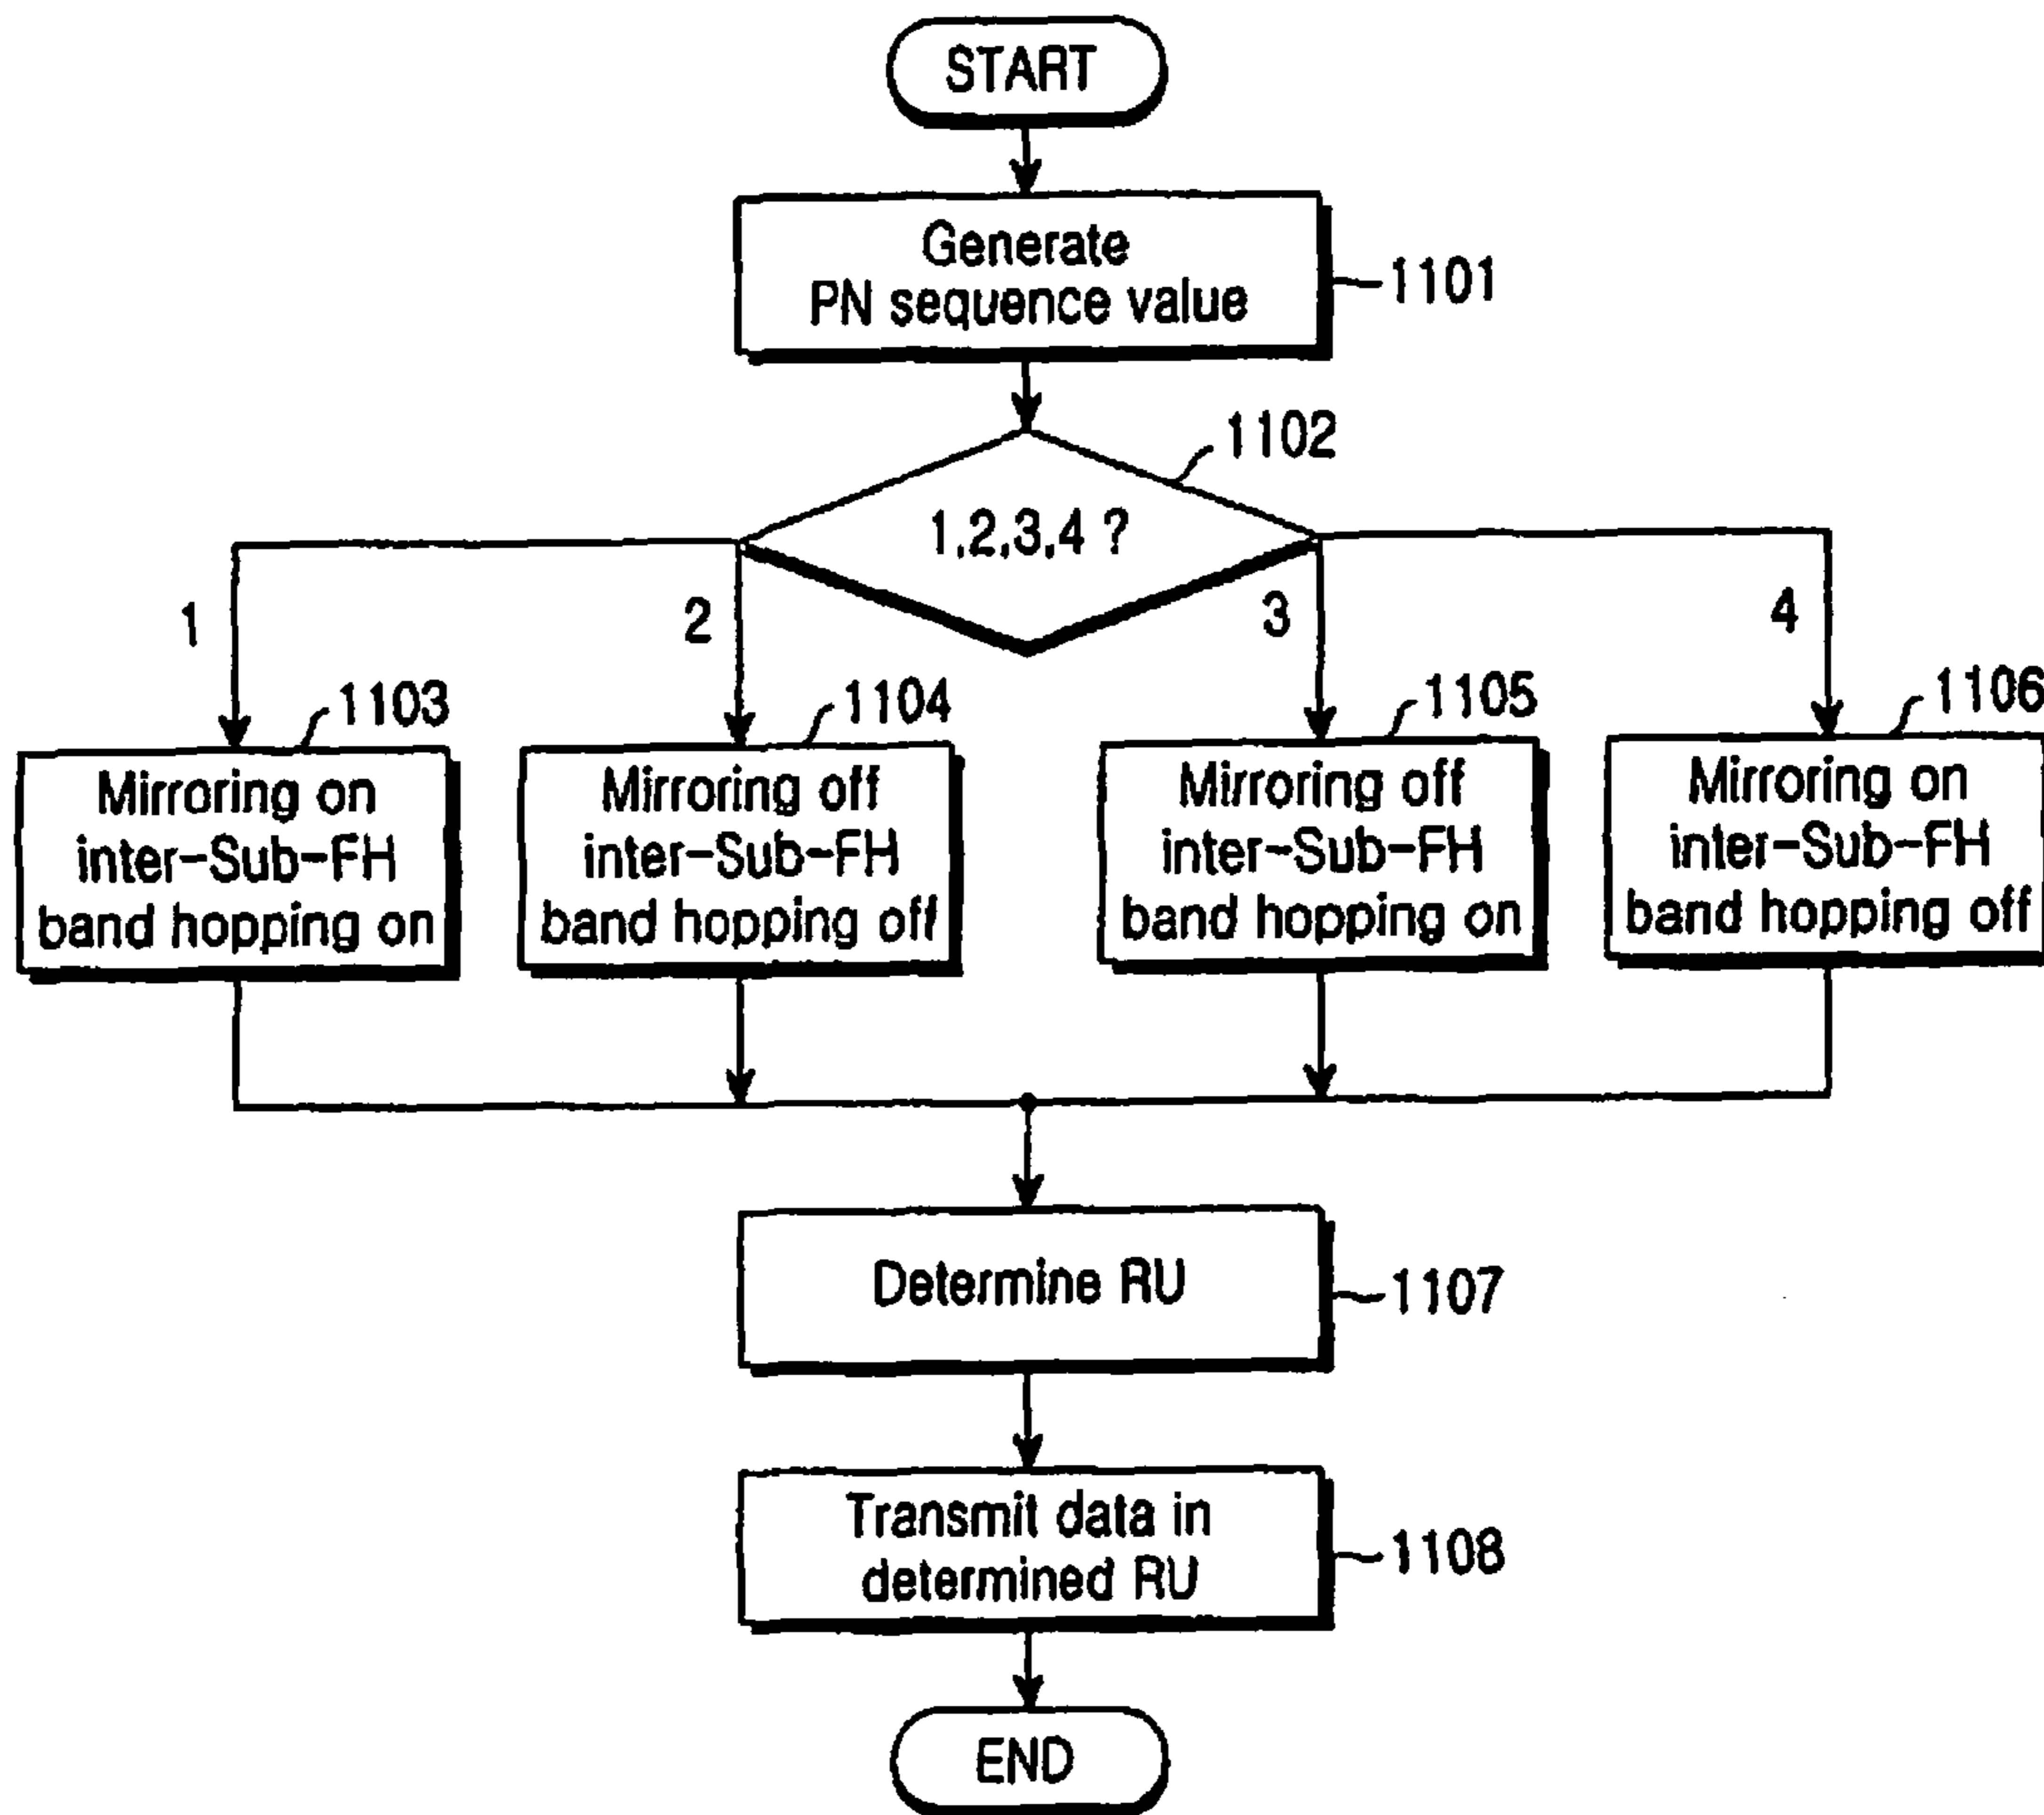 START
Generate
PN sequence value
1101
1102
1,2,3,4 ?
1
2
3
4
1103
1104
1105
1106
Mirroring on
inter-Sub-FH
band hopping on
Mirroring off
inter-Sub-FH
band hopping off
Mirroring off
inter-Sub-FH
band hopping on
Mirroring on
inter-Sub-FH
band hopping off
Determine RU
1107
Transmit data in
determined RU
1108
END